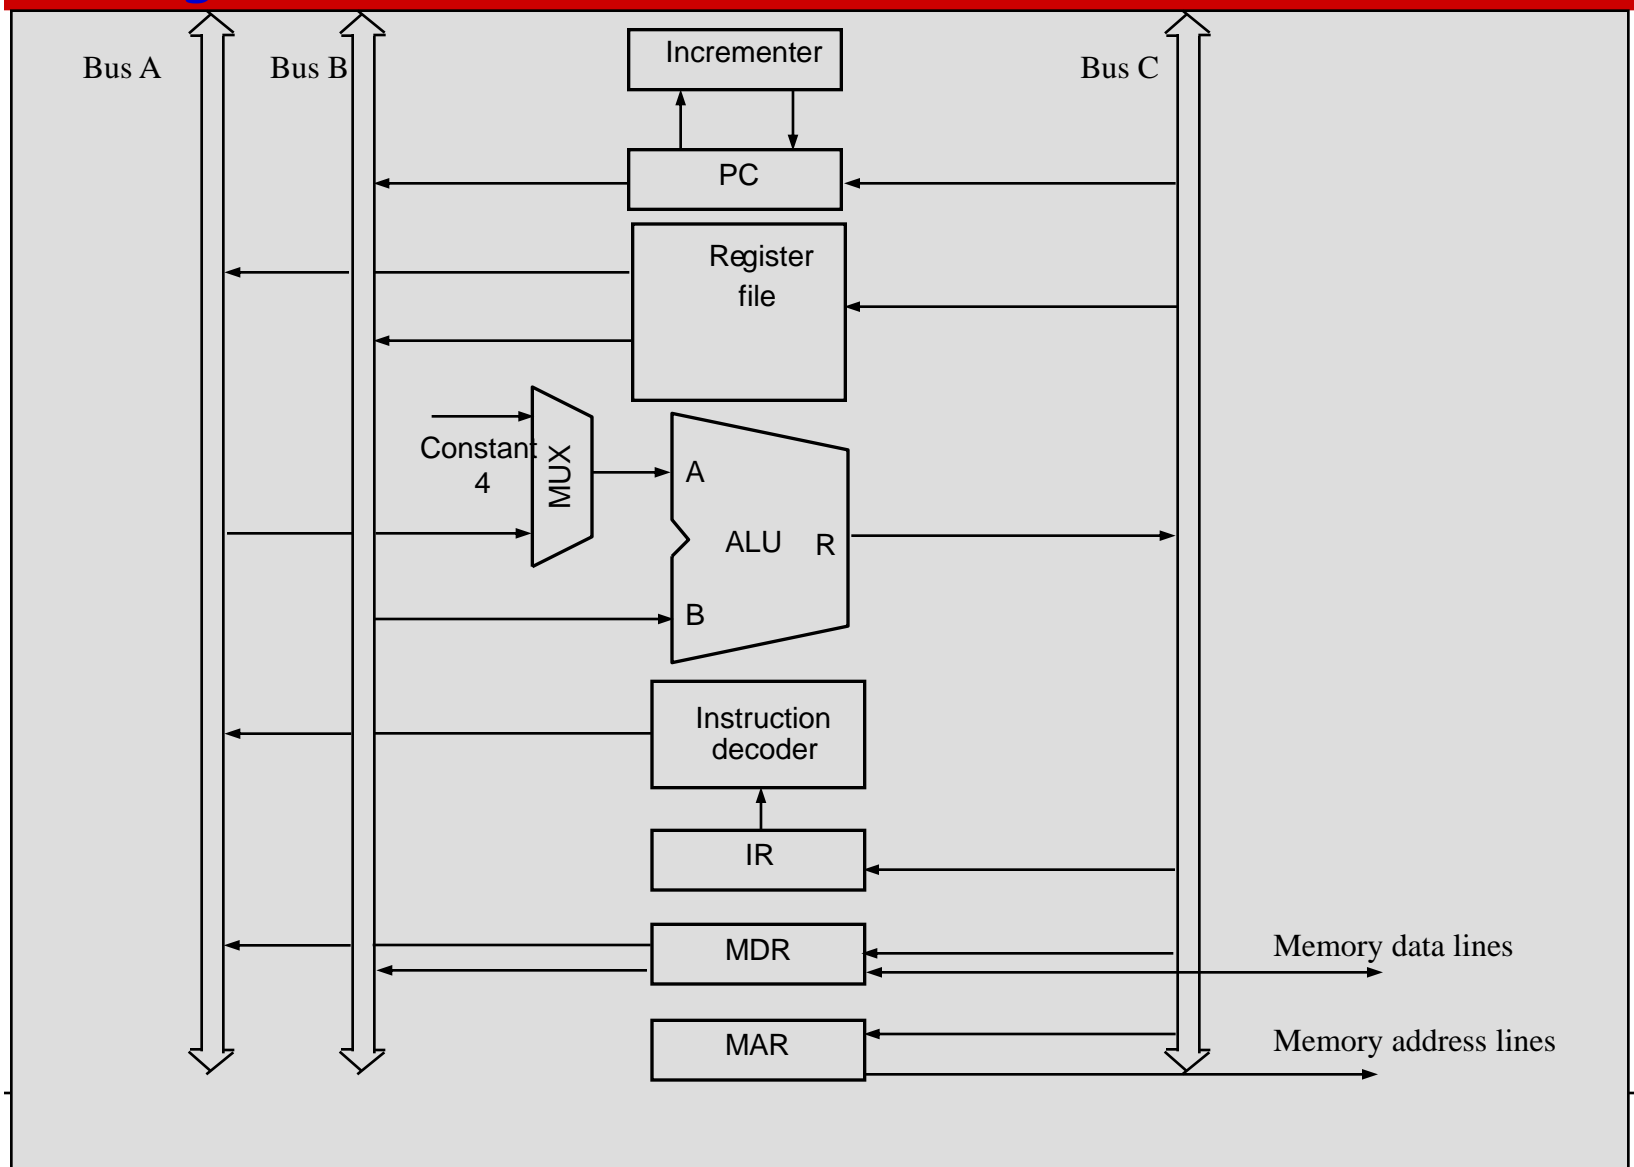 Bus A
Bus B
Bus C
Incrementer
PC
Register
file
Constant
4
MUX
A
ALU
R
B
Instruction
decoder
IR
MDR
Memory data lines
MAR
Memory address lines